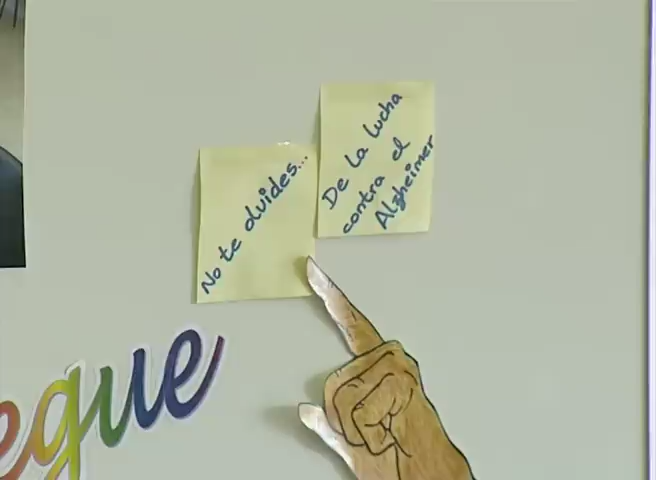 No te olvides...
De la lucha
contra el
Alzheimer
egue